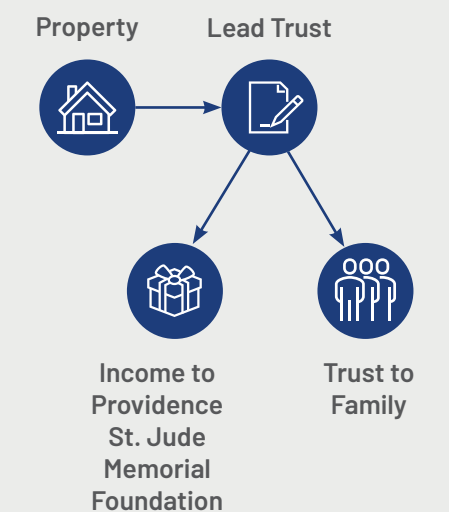 Property
Lead Trust
Income to
Providence
St. Jude
Memorial
Foundation
Trust to
Family